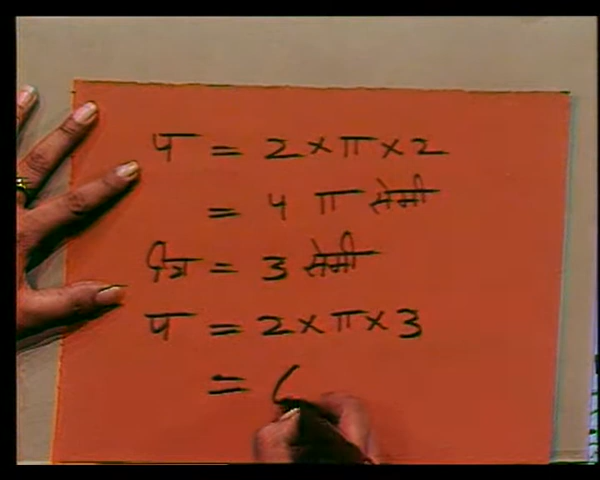 प = 2 × π × 2
= 4 π सेमी
त्रि = 3 सेमी
प = 2 × π × 3
= 6